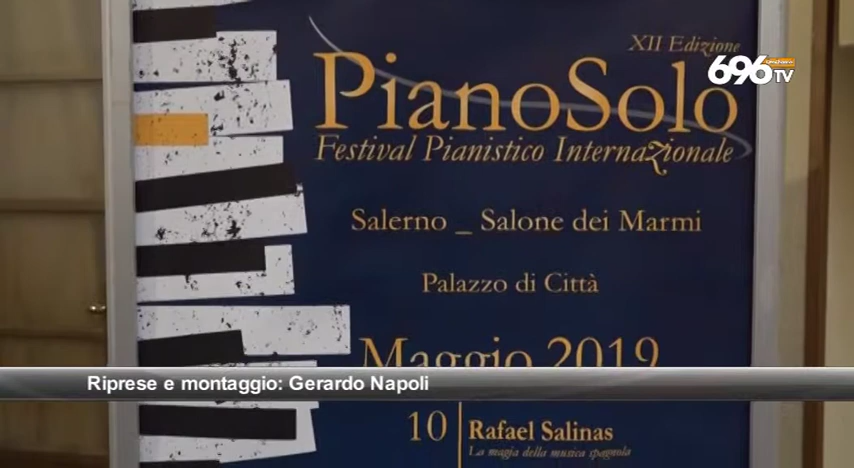 XII Edizione
696 TV
PianoSolo
Festival Pianistico Internazionale
Salerno _ Salone dei Marmi
Palazzo di Città
Maggio 2019
Riprese e montaggio: Gerardo Napoli
10 Rafael Salinas
La magia della musica spagnola